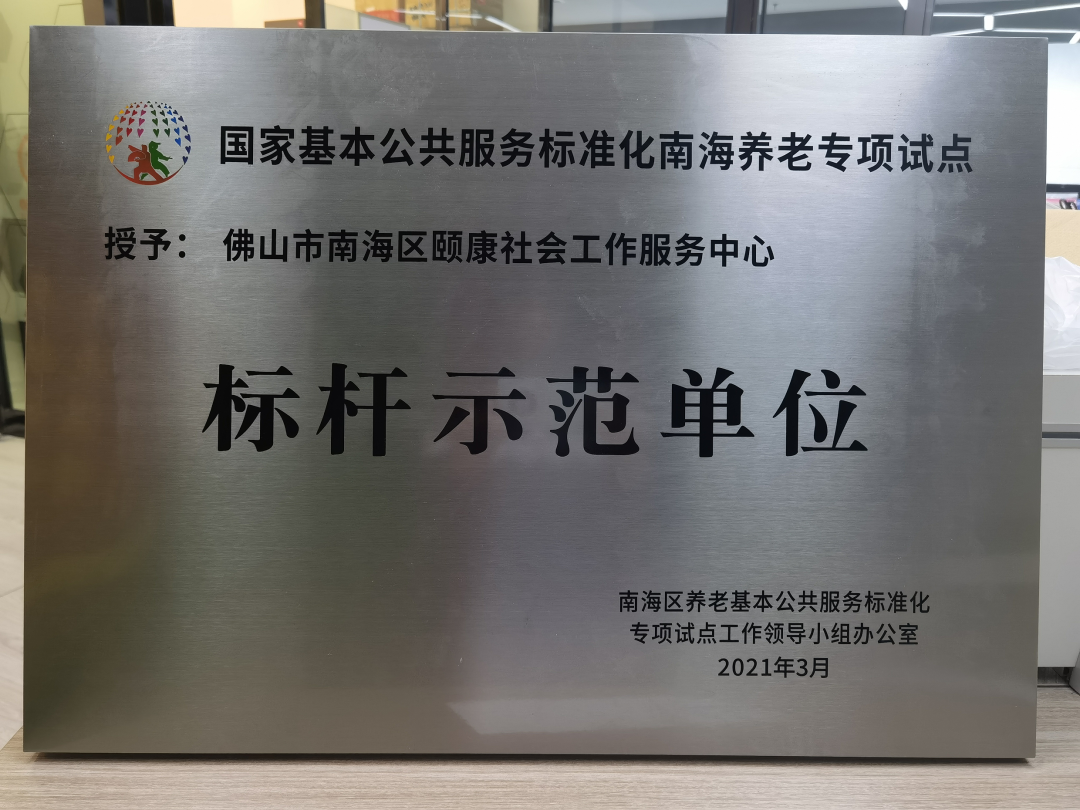 国家基本公共服务标准化南海养老专项试点
授予： 佛山市南海区颐康社会工作服务中心
标杆示范单位
南海区养老基本公共服务标准化
专项试点工作领导小组办公室
2021年3月